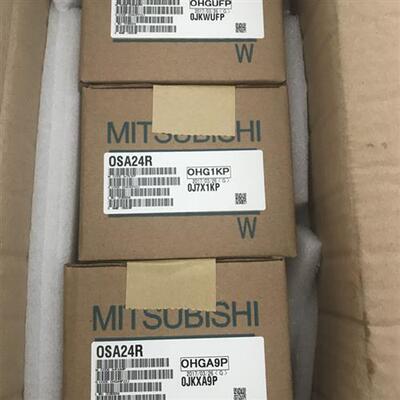 OHGUFP
0JKWUFP
W
MITSUBISHI
OSA24R
OHG1KP
0J7X1KP
W
MITSUBISHI
OSA24R
OHGA9P
0JKXA9P